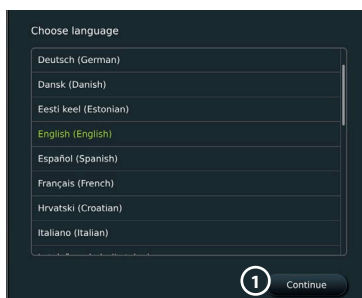 Choose language
Deutsch (German)
Dansk (Danish)
Eesti keel (Estonian)
English (English)
Español (Spanish)
Français (French)
Hrvatski (Croatian)
Italiano (Italian)
1 Continue